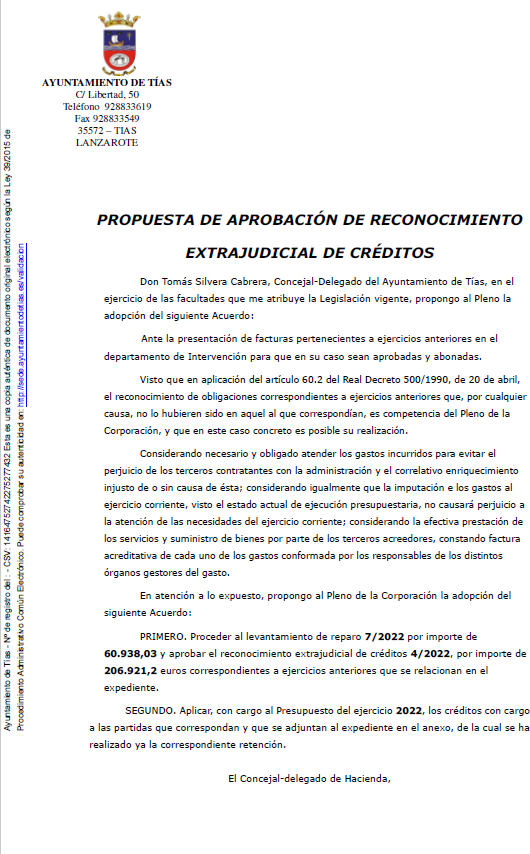 AYUNTAMIENTO DE TÍAS
C/ Libertad, 50
Teléfono 928833619
Fax 928833549
35572 – TIAS
LANZAROTE
PROPUESTA DE APROBACIÓN DE RECONOCIMIENTO
EXTRAJUDICIAL DE CRÉDITOS
Don Tomás Silvera Cabrera, Concejal-Delegado del Ayuntamiento de Tías, en el
ejercicio de las facultades que me atribuye la Legislación vigente, propongo al Pleno la
adopción del siguiente Acuerdo:
Ante la presentación de facturas pertenecientes a ejercicios anteriores en el
departamento de Intervención para que en su caso sean aprobadas y abonadas.
Visto que en aplicación del artículo 60.2 del Real Decreto 500/1990, de 20 de abril,
el reconocimiento de obligaciones correspondientes a ejercicios anteriores que, por cualquier
causa, no lo hubieren sido en aquel al que correspondían, es competencia del Pleno de la
Corporación, y que en este caso concreto es posible su realización.
Considerando necesario y obligado atender los gastos incurridos para evitar el
perjuicio de los terceros contratantes con la administración y el correlativo enriquecimiento
injusto de o sin causa de ésta; considerando igualmente que la imputación e los gastos al
ejercicio corriente, visto el estado actual de ejecución presupuestaria, no causará perjuicio a
la atención de las necesidades del ejercicio corriente; considerando la efectiva prestación de
los servicios y suministro de bienes por parte de los terceros acreedores, constando factura
acreditativa de cada uno de los gastos conformada por los responsables de los distintos
órganos gestores del gasto.
En atención a lo expuesto, propongo al Pleno de la Corporación la adopción del
siguiente Acuerdo:
PRIMERO. Proceder al levantamiento de reparo 7/2022 por importe de
60.938,03 y aprobar el reconocimiento extrajudicial de créditos 4/2022, por importe de
206.921,2 euros correspondientes a ejercicios anteriores que se relacionan en el
expediente.
SEGUNDO. Aplicar, con cargo al Presupuesto del ejercicio 2022, los créditos con cargo
a las partidas que correspondan y que se adjuntan al expediente en el anexo, de la cual se ha
realizado ya la correspondiente retención.
El Concejal-delegado de Hacienda,
Ayuntamiento de Tías - Nº de registro del : - CSV: 14164752742275277432 Esta es una copia auténtica de documento original electrónico según la Ley 39/2015 de
Procedimiento Administrativo Común Electrónico. Puede comprobar su autenticidad en: http://sede.ayuntamientodetias.es/validacion